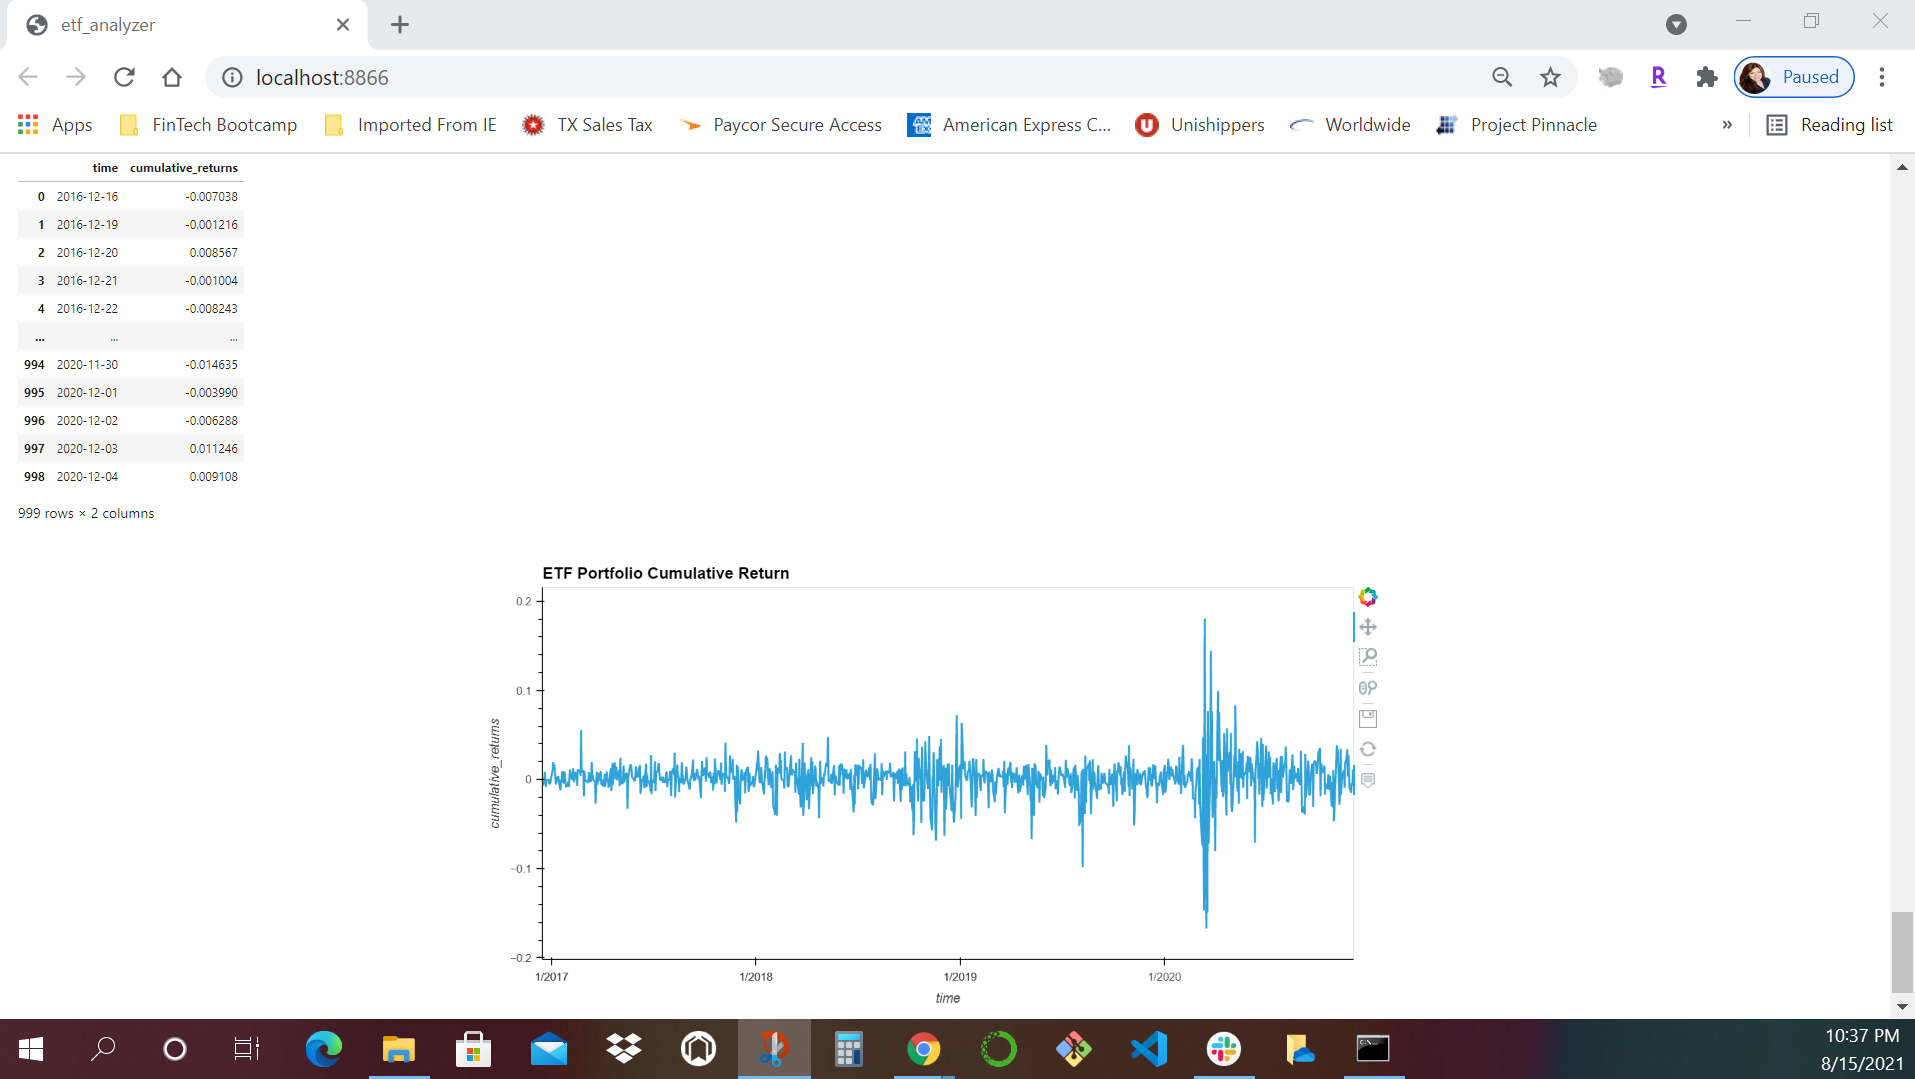 etf_analyzer
localhost:8866
Paused
Apps FinTech Bootcamp Imported From IE TX Sales Tax Paycor Secure Access American Express C... Unishippers Worldwide Project Pinnacle » Reading list
time cumulative_returns
0 2016-12-16 -0.007038
1 2016-12-19 -0.001216
2 2016-12-20 0.008567
3 2016-12-21 -0.001004
4 2016-12-22 -0.008243
... ... ...
994 2020-11-30 -0.014635
995 2020-12-01 -0.003990
996 2020-12-02 -0.006288
997 2020-12-03 0.011246
998 2020-12-04 0.009108
999 rows × 2 columns
ETF Portfolio Cumulative Return
0.2
0.1
0
−0.1
−0.2
cumulative_returns
1/2017 1/2018 1/2019 1/2020
time
10:37 PM
8/15/2021